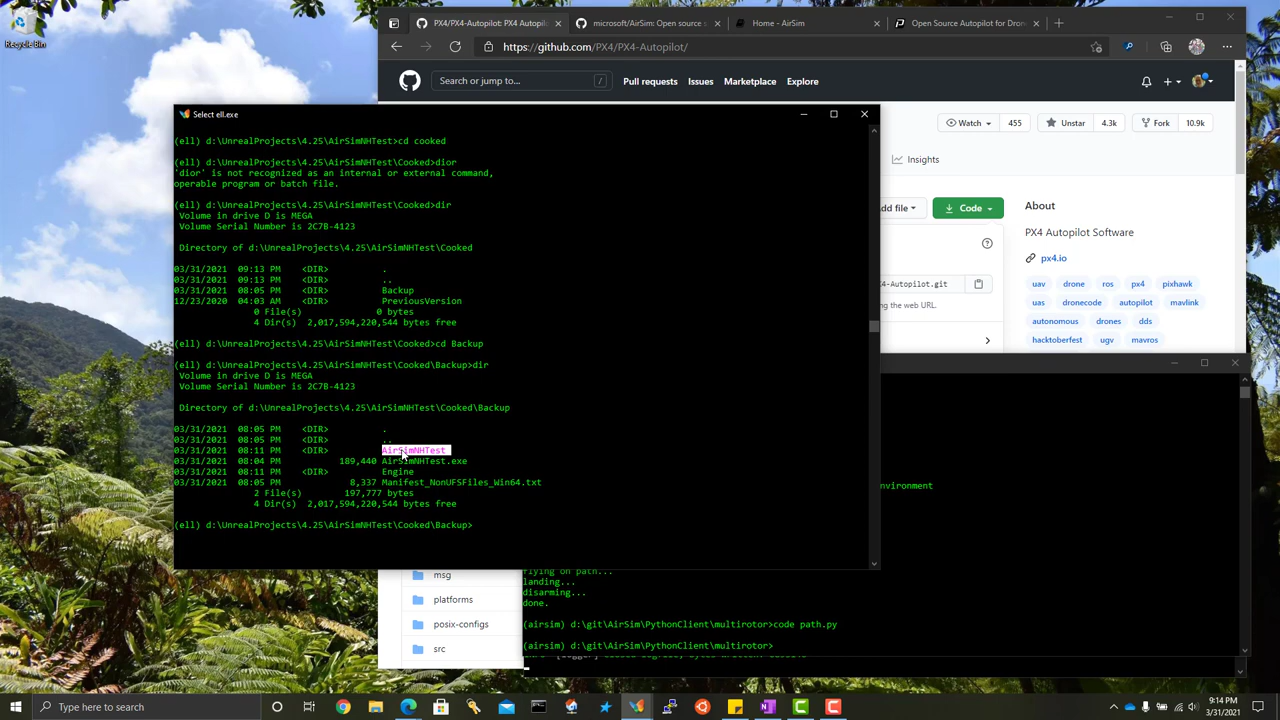 Recycle Bin
PX4/PX4-Autopilot: PX4 Autopilo
microsoft/AirSim: Open source s
Home - AirSim
Open Source Autopilot for Dron
https://github.com/PX4/PX4-Autopilot/
Search or jump to...
/
Pull requests
Issues
Marketplace
Explore
Select ell.exe
Watch
455
Unstar
4.3k
Fork
10.9k
Insights
dd file
Code
About
PX4 Autopilot Software
px4.io
X4-Autopilot.git
ng the web URL.
uav
drone
ros
px4
pixhawk
uas
dronecode
autopilot
mavlink
autonomous
drones
dds
hacktoberfest
ugv
mavros
(ell) d:\UnrealProjects\4.25\AirSimNHTest>cd cooked
(ell) d:\UnrealProjects\4.25\AirSimNHTest\Cooked>dior
'dior' is not recognized as an internal or external command,
operable program or batch file.
(ell) d:\UnrealProjects\4.25\AirSimNHTest\Cooked>dir
Volume in drive D is MEGA
Volume Serial Number is 2C7B-4123
Directory of d:\UnrealProjects\4.25\AirSimNHTest\Cooked
03/31/2021 09:13 PM <DIR> .
03/31/2021 09:13 PM <DIR> ..
03/31/2021 08:05 PM <DIR> Backup
12/23/2020 04:03 AM <DIR> PreviousVersion
0 File(s) 0 bytes
4 Dir(s) 2,017,594,220,544 bytes free
(ell) d:\UnrealProjects\4.25\AirSimNHTest\Cooked>cd Backup
(ell) d:\UnrealProjects\4.25\AirSimNHTest\Cooked\Backup>dir
Volume in drive D is MEGA
Volume Serial Number is 2C7B-4123
Directory of d:\UnrealProjects\4.25\AirSimNHTest\Cooked\Backup
03/31/2021 08:05 PM <DIR> .
03/31/2021 08:05 PM <DIR> ..
03/31/2021 08:11 PM <DIR> AirSimNHTest
03/31/2021 08:04 PM 189,440 AirSimNHTest.exe
03/31/2021 08:11 PM <DIR> Engine
03/31/2021 08:05 PM 8,337 Manifest_NonUFSFiles_Win64.txt
2 File(s) 197,777 bytes
4 Dir(s) 2,017,594,220,544 bytes free
(ell) d:\UnrealProjects\4.25\AirSimNHTest\Cooked\Backup>
nvironment
msg
platforms
posix-configs
src
flying on path...
landing...
disarming...
done.
(airsim) d:\git\AirSim\PythonClient\multirotor>code path.py
(airsim) d:\git\AirSim\PythonClient\multirotor>
Type here to search
9:14 PM
3/31/2021